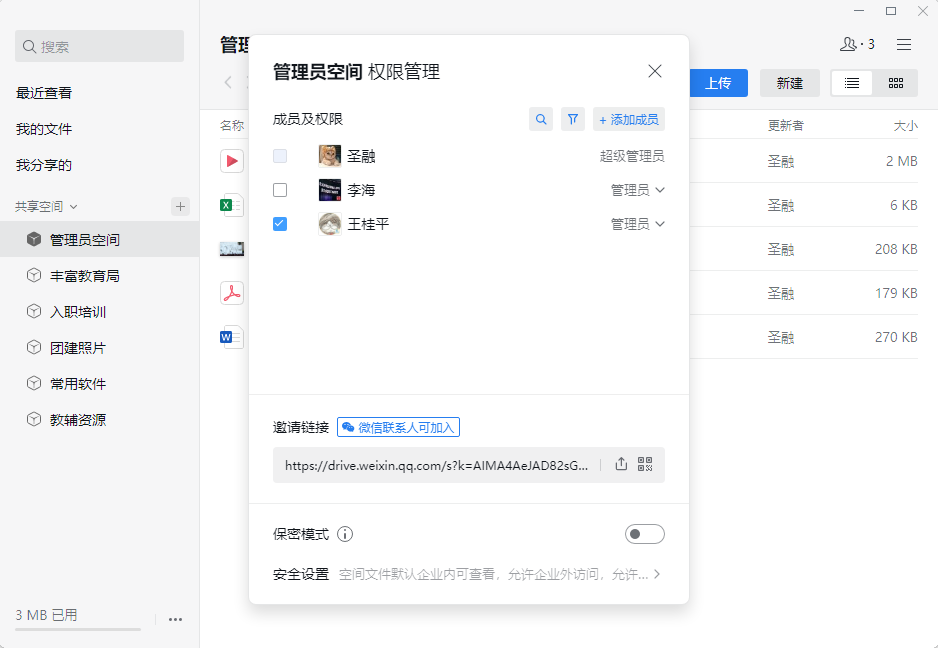 搜索
最近查看
我的文件
我分享的
共享空间
管理员空间
丰富教育局
入职培训
团建照片
常用软件
教辅资源
3 MB 已用
管理
· 3
上传
新建
名称
更新者
大小
圣融
2 MB
圣融
6 KB
圣融
208 KB
圣融
179 KB
圣融
270 KB
管理员空间 权限管理
成员及权限
+ 添加成员
圣融
超级管理员
李海
管理员
王桂平
管理员
邀请链接
微信联系人可加入
https://drive.weixin.qq.com/s?k=AIMA4AeJAD82sG...
保密模式
安全设置
空间文件默认企业内可查看，允许企业外访问，允许...